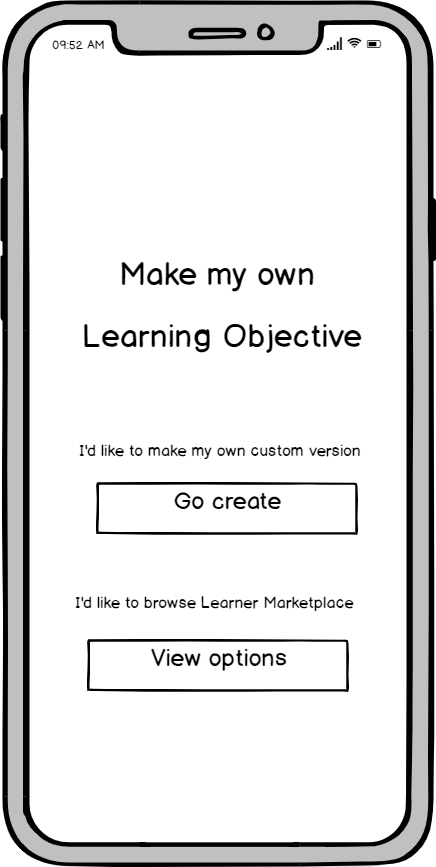 09:52 AM
Make my own
Learning Objective
I'd like to make my own custom version
Go create
I'd like to browse Learner Marketplace
View options